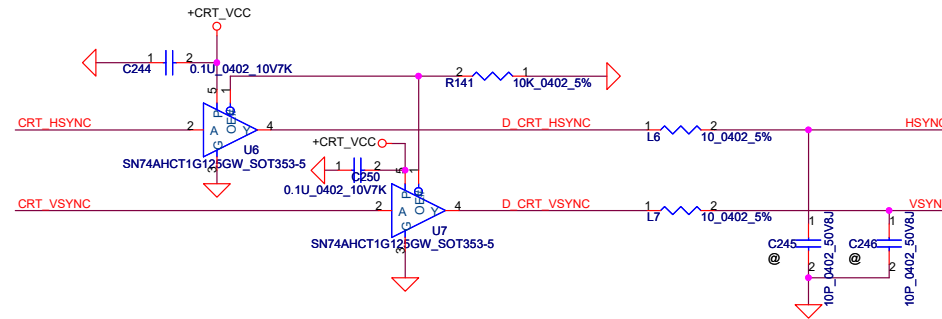 +CRT_VCC
1
2
C244
0.1U_0402_10V7K
5
1
P
OE#
2
A
Y
4
G
3
U6
SN74AHCT1G125GW_SOT353-5
CRT_HSYNC
2
1
R141
10K_0402_5%
D_CRT_HSYNC
1
2
L6
10_0402_5%
HSYNC
+CRT_VCC
1
2
C250
0.1U_0402_10V7K
5
1
P
OE#
2
A
Y
4
G
3
U7
SN74AHCT1G125GW_SOT353-5
CRT_VSYNC
D_CRT_VSYNC
1
2
L7
10_0402_5%
VSYN
1
C245
@
2
10P_0402_50V8J
1
C246
@
2
10P_0402_50V8J